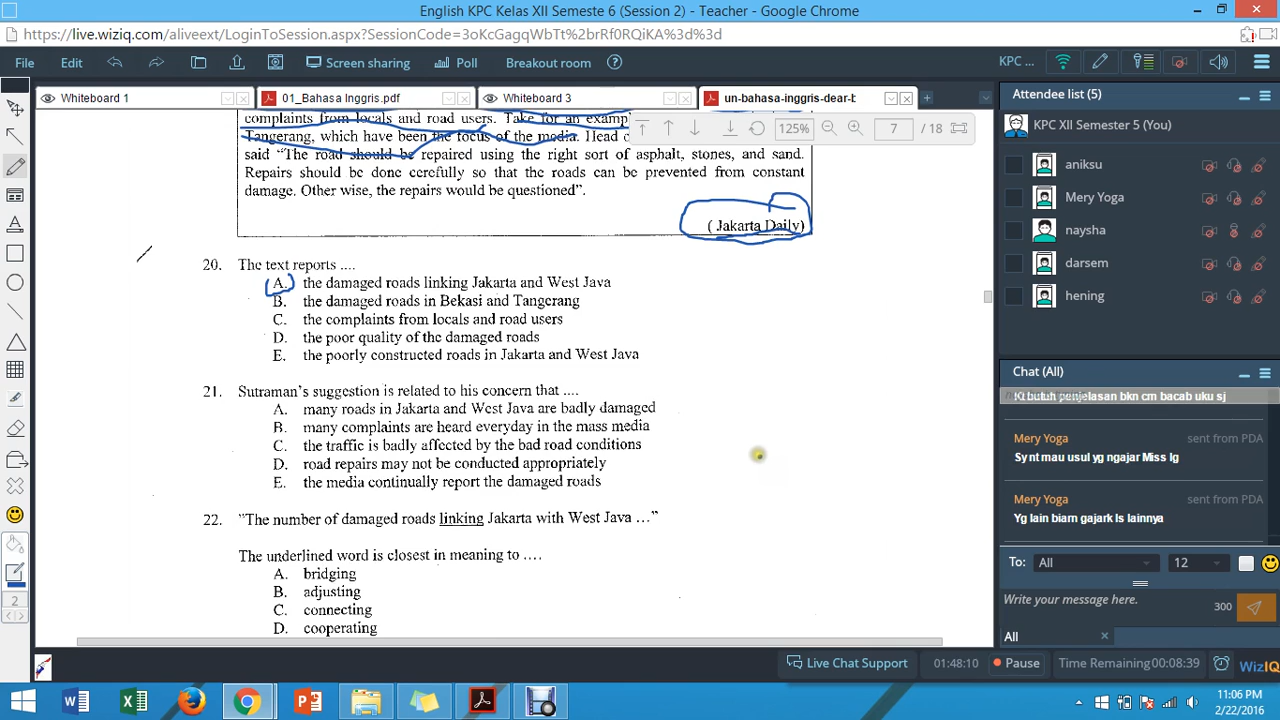 English KPC Kelas XII Semeste 6 (Session 2) - Teacher - Google Chrome
https://live.wiziq.com/aliveext/LoginToSession.aspx?SessionCode=3oKcGagqWbTt%2brRf0RQiKA%3d%3d
File Edit Screen sharing Poll Breakout room KPC ...
Whiteboard 1 01_Bahasa Inggris.pdf Whiteboard 3 un-bahasa-inggris-dear-b
125% 7 / 18
complaints from locals and road users. Take for an examp
Tangerang, which have been the focus of the media. Head
said “The road should be repaired using the right sort of asphalt, stones, and sand.
Repairs should be done cerefully so that the roads can be prevented from constant
damage. Other wise, the repairs would be questioned”.
( Jakarta Daily)
20. The text reports ....
A. the damaged roads linking Jakarta and West Java
B. the damaged roads in Bekasi and Tangerang
C. the complaints from locals and road users
D. the poor quality of the damaged roads
E. the poorly constructed roads in Jakarta and West Java
21. Sutraman’s suggestion is related to his concern that ....
A. many roads in Jakarta and West Java are badly damaged
B. many complaints are heard everyday in the mass media
C. the traffic is badly affected by the bad road conditions
D. road repairs may not be conducted appropriately
E. the media continually report the damaged roads
22. ”The number of damaged roads linking Jakarta with West Java ...”
The underlined word is closest in meaning to ....
A. bridging
B. adjusting
C. connecting
D. cooperating
2
Attendee list (5)
KPC XII Semester 5 (You)
aniksu
Mery Yoga
naysha
darsem
hening
Chat (All)
Mery Yoga sent from PDA
Sy nt mau usul yg ngajar Miss lg
Mery Yoga sent from PDA
Yg lain biarn gajark ls lainnya
To: All 12
Write your message here. 300
All
Live Chat Support 01:48:10 Pause Time Remaining 00:08:39 WizIQ
11:06 PM
2/22/2016